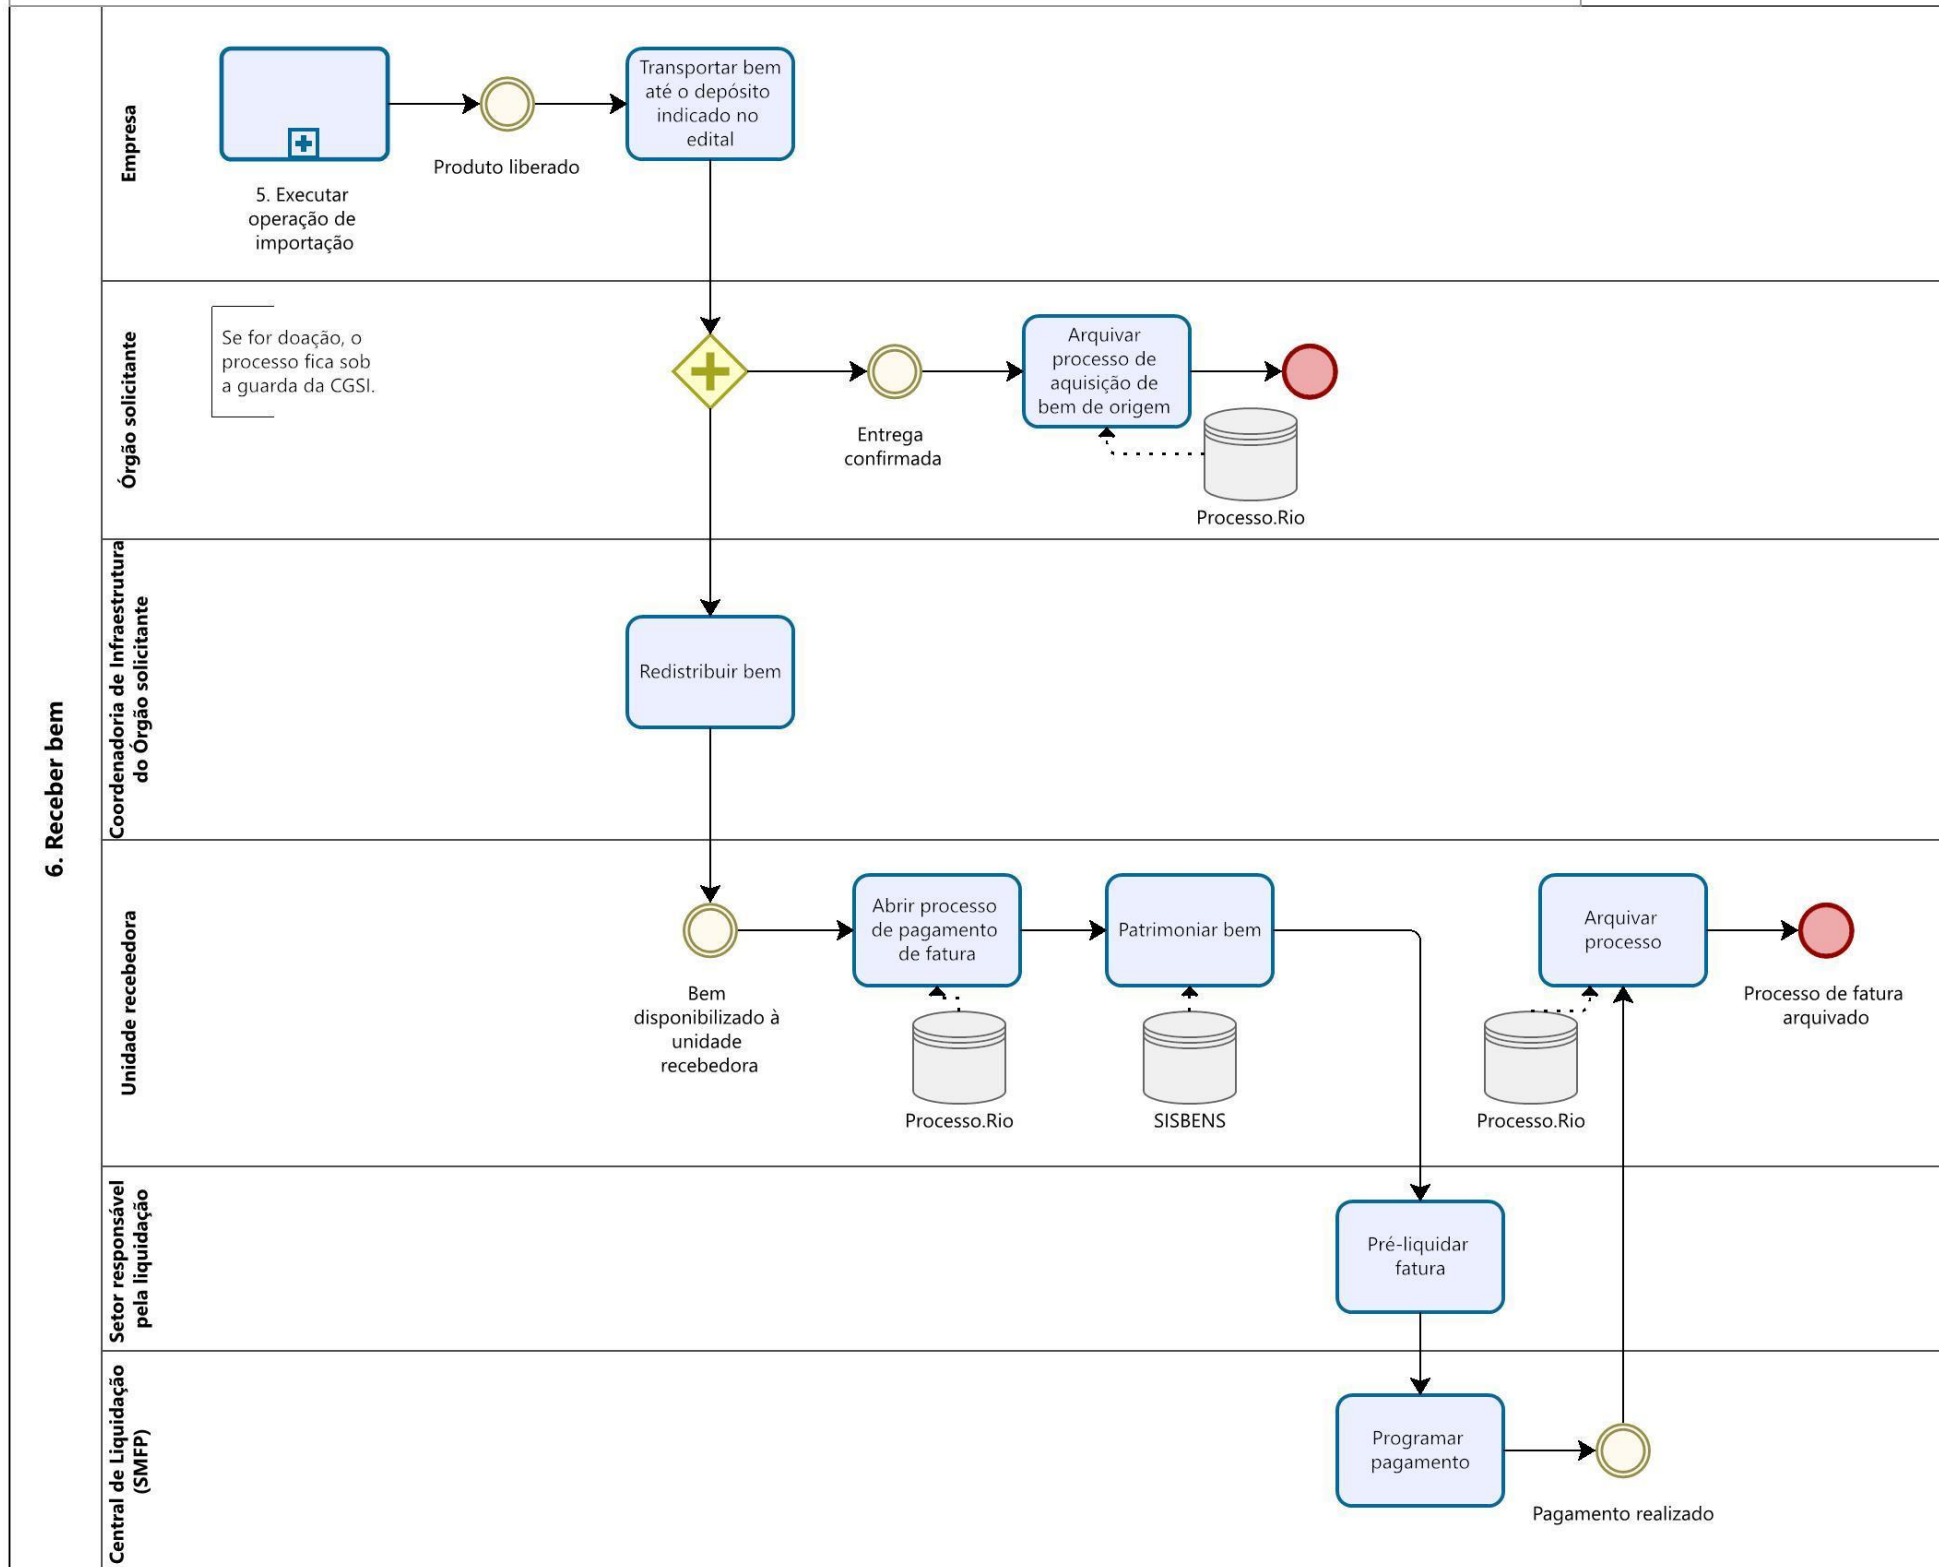 6. Receber bem
Empresa
5. Executar
operação de
importação
Produto liberado
Transportar bem
até o depósito
indicado no
edital
Órgão solicitante
Se for doação, o
processo fica sob
a guarda da CGSI.
Entrega
confirmada
Arquivar
processo de
aquisição de
bem de origem
Processo.Rio
Coordenadoria de Infraestrutura
do Órgão solicitante
Redistribuir bem
Unidade recebedora
Bem
disponibilizado à
unidade
recebedora
Abrir processo
de pagamento
de fatura
Processo.Rio
Patrimoniar bem
SISBENS
Arquivar
processo
Processo.Rio
Processo de fatura
arquivado
Setor responsável
pela liquidação
Pré-liquidar
fatura
Central de Liquidação
(SMFP)
Programar
pagamento
Pagamento realizado